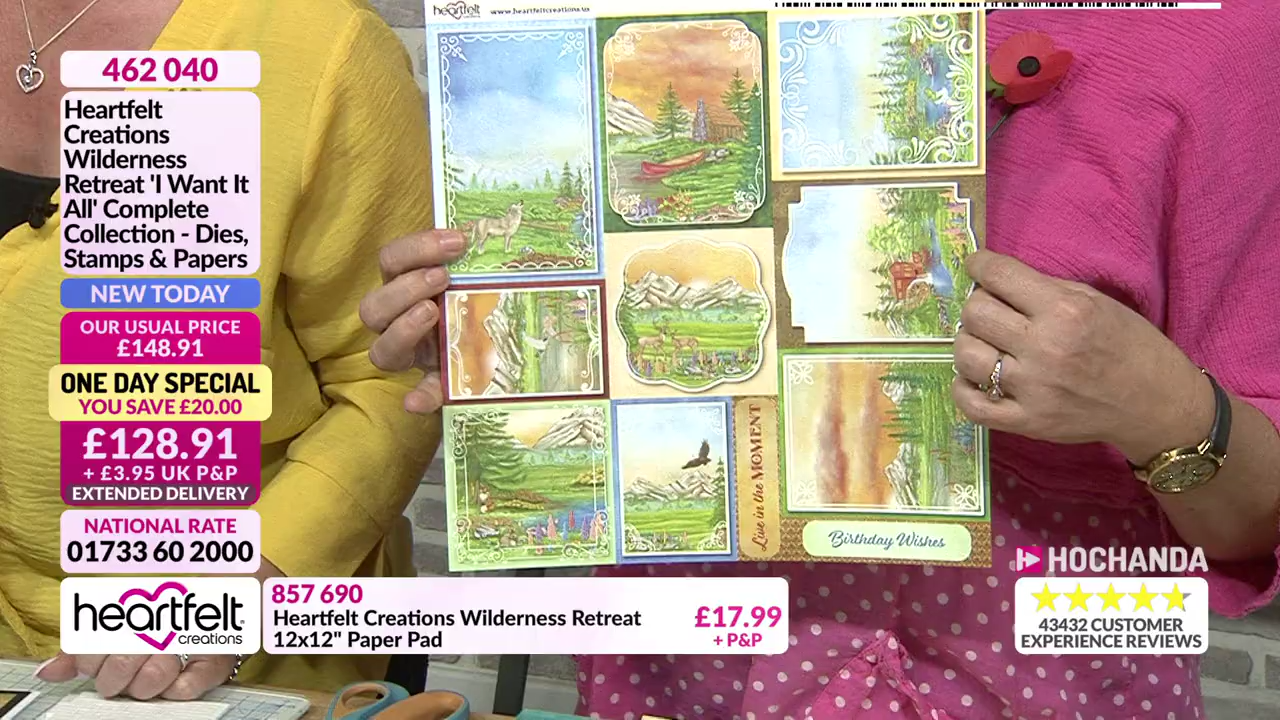 heartfelt creations
www.heartfeltcreations.us
462 040
Heartfelt
Creations
Wilderness
Retreat 'I Want It
All' Complete
Collection - Dies,
Stamps & Papers
NEW TODAY
OUR USUAL PRICE
£148.91
ONE DAY SPECIAL
YOU SAVE £20.00
£128.91
+ £3.95 UK P&P
EXTENDED DELIVERY
NATIONAL RATE
01733 60 2000
Live in the MOMENT
Birthday Wishes
heartfelt
creations
857 690
Heartfelt Creations Wilderness Retreat
12x12" Paper Pad
£17.99
+ P&P
HOCHANDA
43432 CUSTOMER
EXPERIENCE REVIEWS